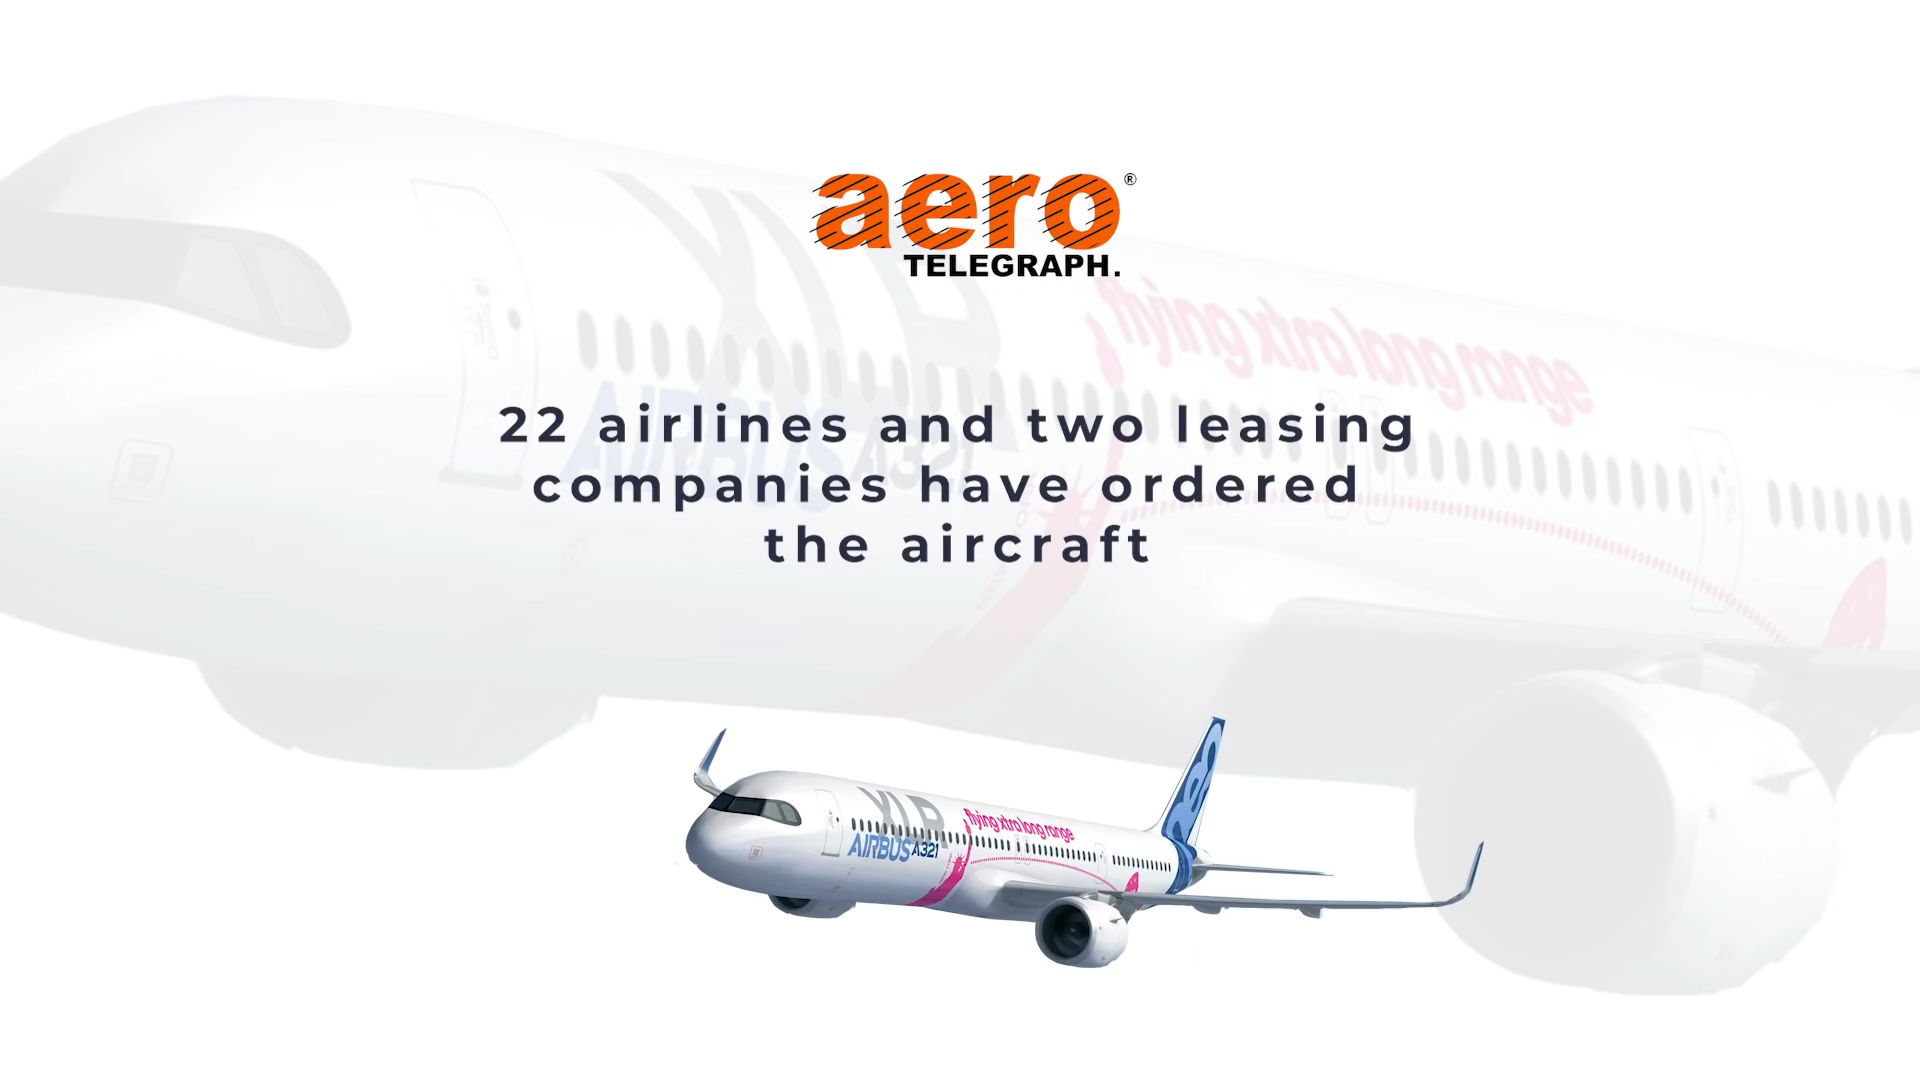 aero®
TELEGRAPH.
22 airlines and two leasing
companies have ordered
the aircraft
XLR
flying xtra long range
AIRBUS A321
XLR
flying xtra long range
AIRBUS A321